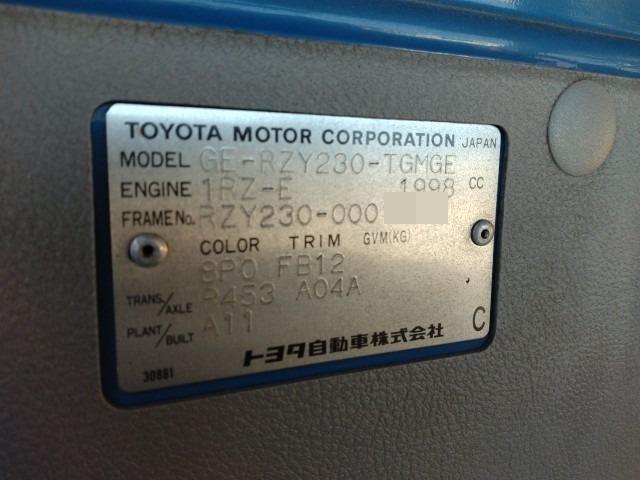 TOYOTA MOTOR CORPORATION JAPAN
MODEL GE-RZY230-TGMGE
ENGINE 1RZ-E 1998 CC
FRAME No. RZY230-000
COLOR TRIM GVM(KG)
8P0 FB12
TRANS/AXLE R453 A04A
PLANT/BUILT A11
トヨタ自動車株式会社 C
30881